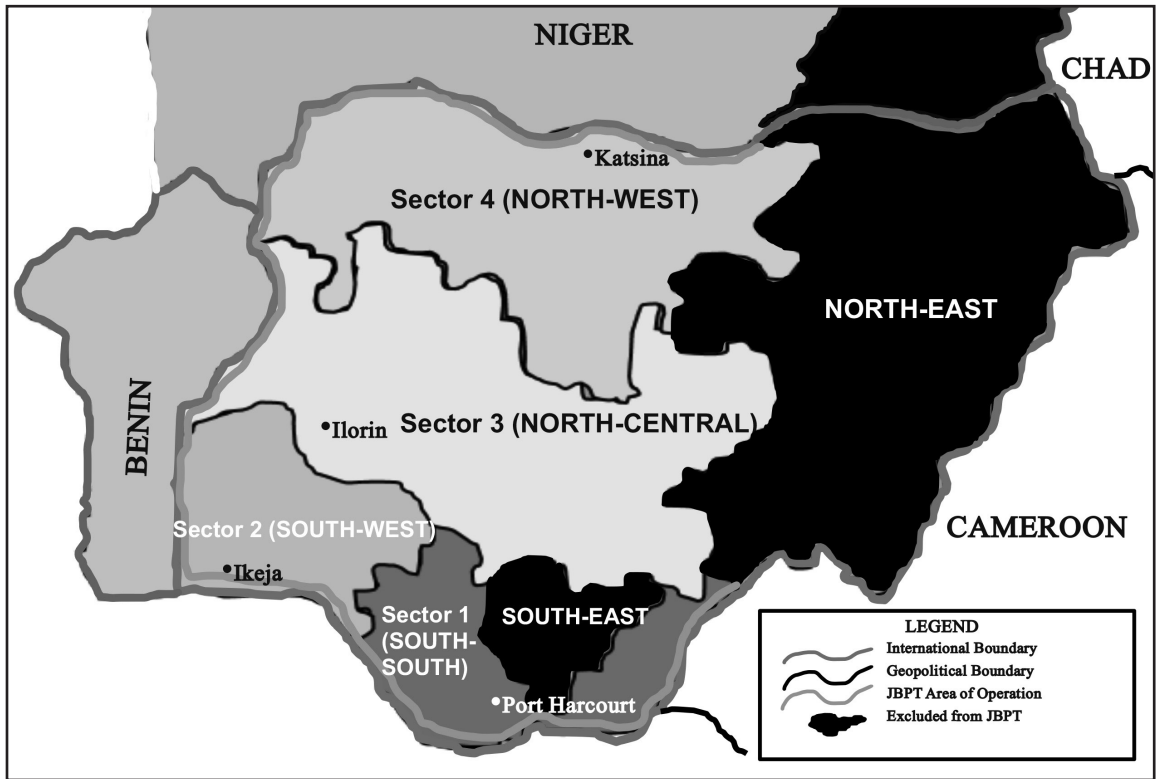 NIGER
CHAD
•Katsina
Sector 4 (NORTH-WEST)
NORTH-EAST
BENIN
•Ilorin
Sector 3 (NORTH-CENTRAL)
Sector 2 (SOUTH-WEST)
CAMEROON
•Ikeja
Sector 1
(SOUTH-
SOUTH)
SOUTH-EAST
•Port Harcourt
LEGEND
International Boundary
Geopolitical Boundary
JBPT Area of Operation
Excluded from JBPT